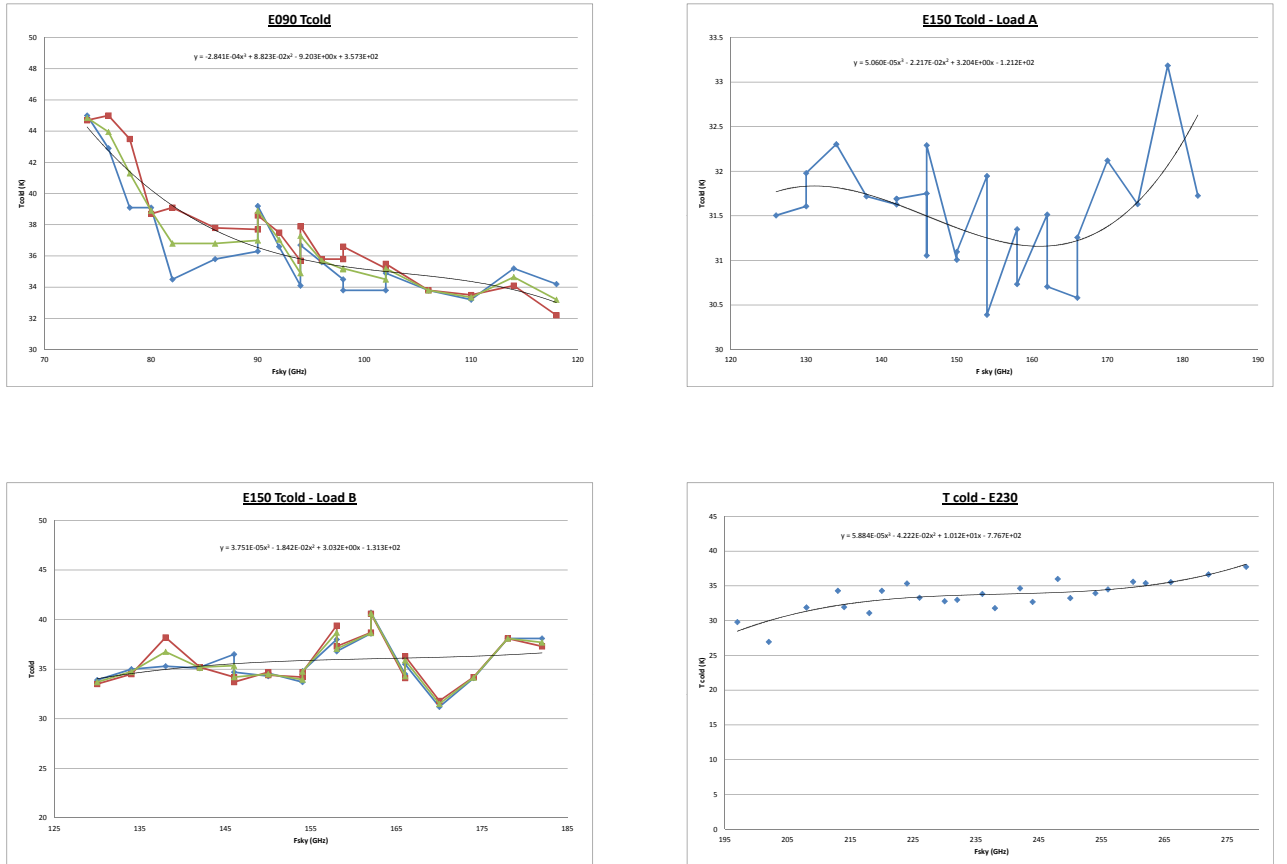 E090 Tcold
50
48
46
44
42
40
38
36
34
32
30
y = -2.841E-04x³ + 8.823E-02x² - 9.203E+00x + 3.573E+02
Tcold (K)
70 80 90 100 110 120
Fsky (GHz)
E150 Tcold - Load A
33.5
33
32.5
32
31.5
31
30.5
30
y = 5.060E-05x³ - 2.217E-02x² + 3.204E+00x - 1.212E+02
Tcold (K)
120 130 140 150 160 170 180 190
F sky (GHz)
E150 Tcold - Load B
50
45
40
35
30
25
20
y = 3.751E-05x³ - 1.842E-02x² + 3.032E+00x - 1.313E+02
Tcold
125 135 145 155 165 175 185
Fsky (GHz)
T cold - E230
45
40
35
30
25
20
15
10
5
0
y = 5.884E-05x³ - 4.222E-02x² + 1.012E+01x - 7.767E+02
T cold (K)
195 205 215 225 235 245 255 265 275
Fsky (GHz)